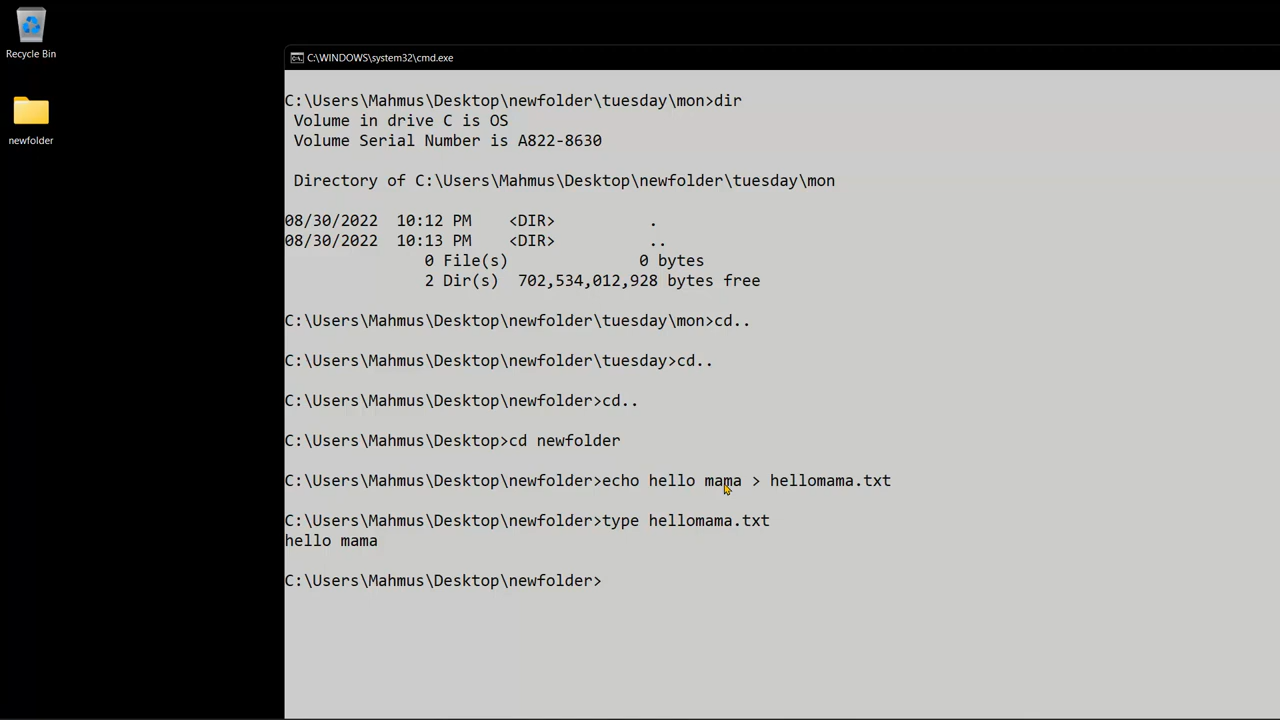 Recycle Bin
newfolder
C:\WINDOWS\system32\cmd.exe
C:\Users\Mahmus\Desktop\newfolder\tuesday\mon>dir
Volume in drive C is OS
Volume Serial Number is A822-8630
Directory of C:\Users\Mahmus\Desktop\newfolder\tuesday\mon
08/30/2022  10:12 PM    <DIR>          .
08/30/2022  10:13 PM    <DIR>          ..
0 File(s)              0 bytes
2 Dir(s)  702,534,012,928 bytes free
C:\Users\Mahmus\Desktop\newfolder\tuesday\mon>cd..
C:\Users\Mahmus\Desktop\newfolder\tuesday>cd..
C:\Users\Mahmus\Desktop\newfolder>cd..
C:\Users\Mahmus\Desktop>cd newfolder
C:\Users\Mahmus\Desktop\newfolder>echo hello mama > hellomama.txt
C:\Users\Mahmus\Desktop\newfolder>type hellomama.txt
hello mama
C:\Users\Mahmus\Desktop\newfolder>